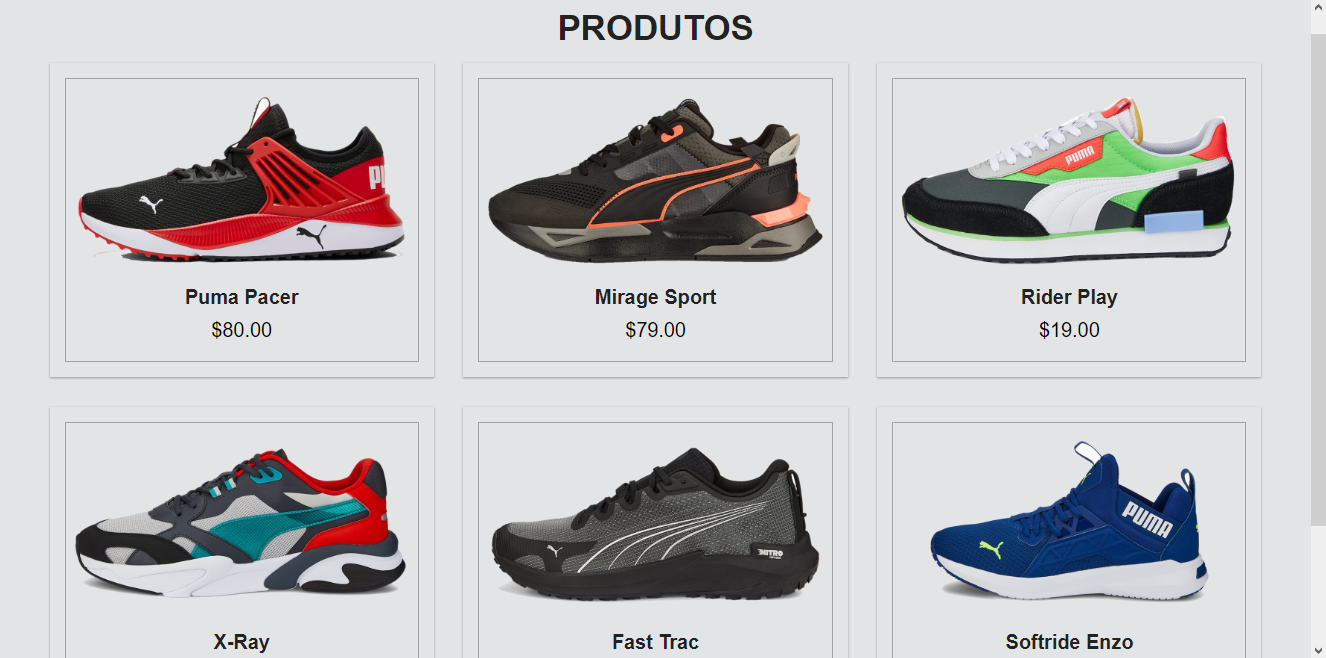 PRODUTOS
PU
Puma Pacer
$80.00
Mirage Sport
$79.00
PUMA
Rider Play
$19.00
X-Ray
NITRO
Fast Trac
PUMA
Softride Enzo